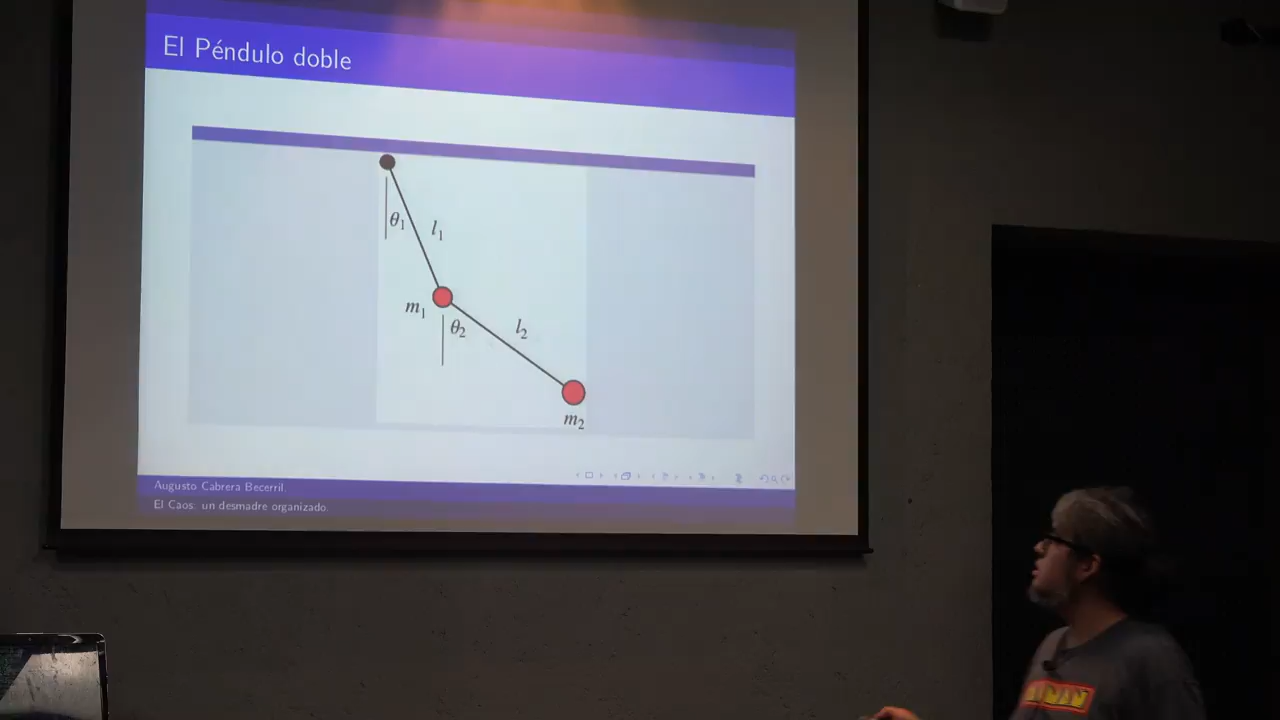 El Péndulo doble
θ₁
l₁
m₁
θ₂
l₂
m₂
Augusto Cabrera Becerril.
El Caos: un desmadre organizado.